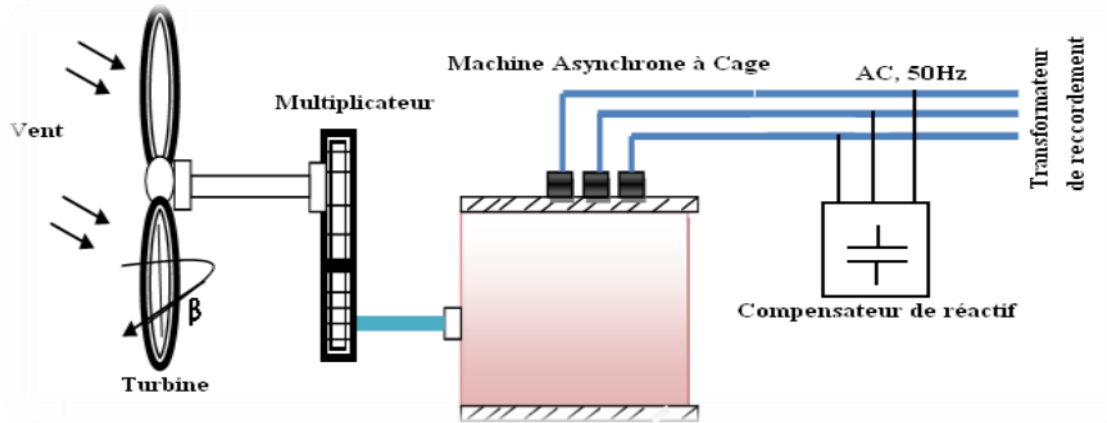 Vent
Turbine
β
Multiplicateur
Machine Asynchrone à Cage
AC, 50Hz
Compensateur de réactif
Transformateur
de reccordement